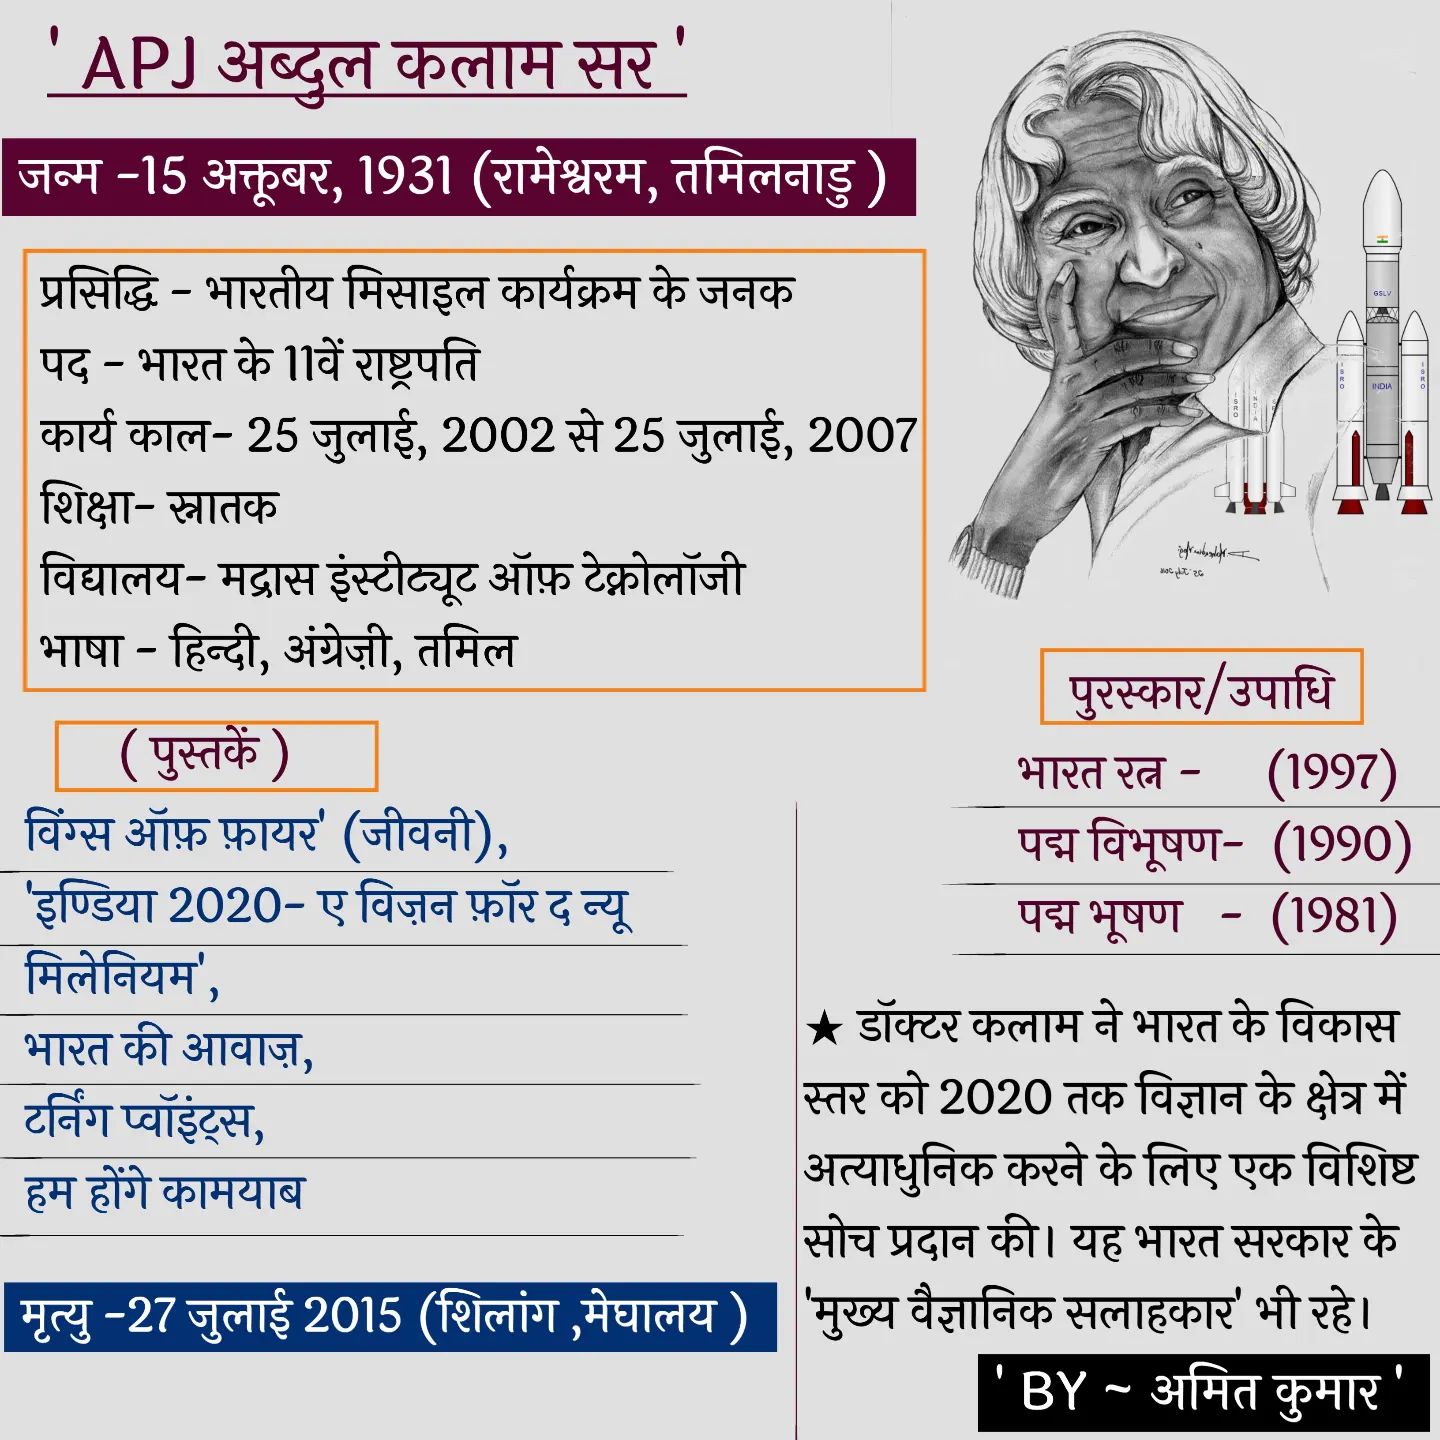 ' APJ अब्दुल कलाम सर '
जन्म -15 अक्तूबर, 1931 (रामेश्वरम, तमिलनाडु )
प्रसिद्धि - भारतीय मिसाइल कार्यक्रम के जनक
पद - भारत के 11वें राष्ट्रपति
कार्य काल- 25 जुलाई, 2002 से 25 जुलाई, 2007
शिक्षा- स्नातक
विद्यालय- मद्रास इंस्टीट्यूट ऑफ़ टेक्नोलॉजी
भाषा - हिन्दी, अंग्रेज़ी, तमिल
( पुस्तकें )
विंग्स ऑफ़ फ़ायर' (जीवनी),
'इण्डिया 2020- ए विज़न फ़ॉर द न्यू
मिलेनियम',
भारत की आवाज़,
टर्निंग प्वॉइंट्स,
हम होंगे कामयाब
मृत्यु -27 जुलाई 2015 (शिलांग ,मेघालय )
GSLV
ISRO
INDIA
ISRO
ISRO
INDIA
पुरस्कार/उपाधि
भारत रत्न - (1997)
पद्म विभूषण- (1990)
पद्म भूषण - (1981)
★ डॉक्टर कलाम ने भारत के विकास
स्तर को 2020 तक विज्ञान के क्षेत्र में
अत्याधुनिक करने के लिए एक विशिष्ट
सोच प्रदान की। यह भारत सरकार के
'मुख्य वैज्ञानिक सलाहकार' भी रहे।
' BY ~ अमित कुमार '